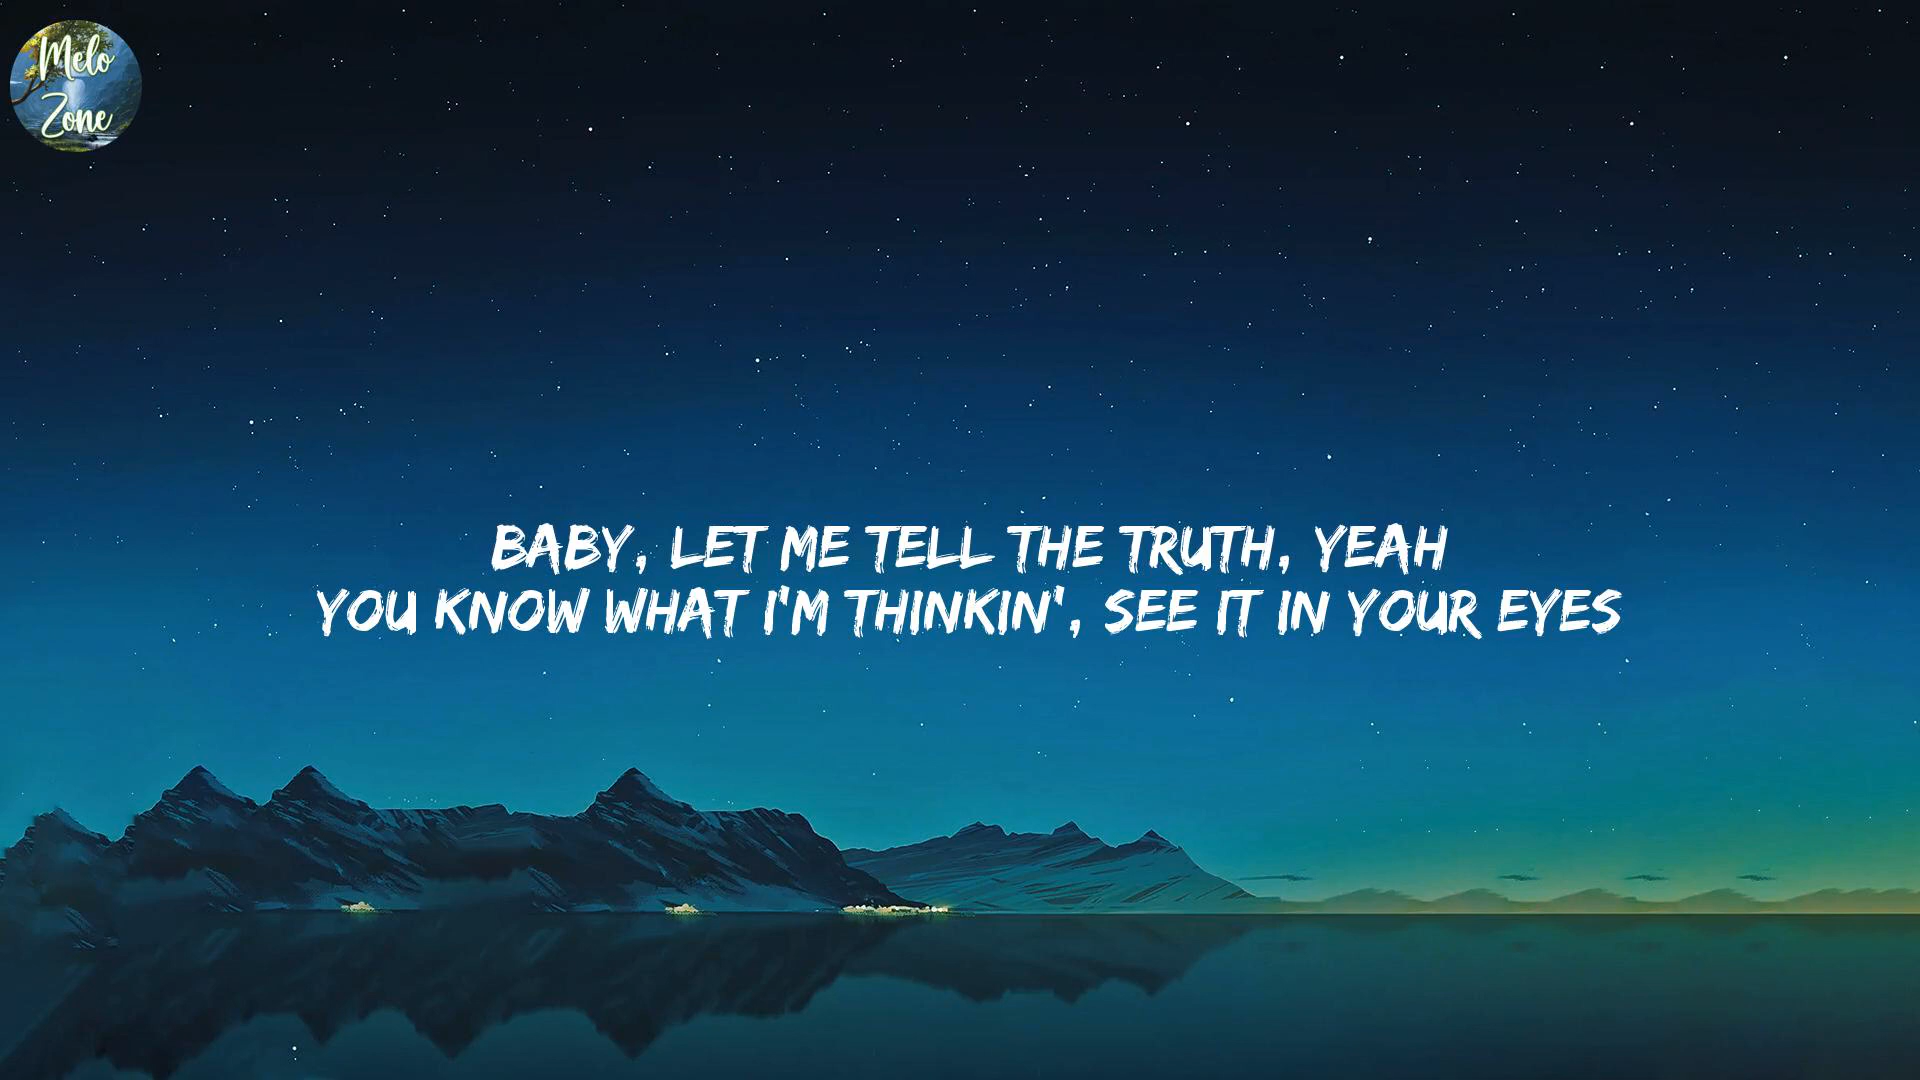 Melo
Zone
BABY, LET ME TELL THE TRUTH, YEAH
YOU KNOW WHAT I'M THINKIN', SEE IT IN YOUR EYES